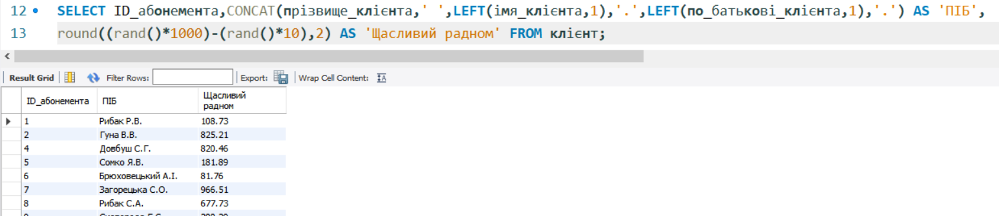 12 SELECT ID_абонемента,CONCAT(прізвище_клієнта,' ',LEFT(імя_клієнта,1),'.',LEFT(по_батькові_клієнта,1),'.') AS 'ПІБ',
13 round((rand()*1000)-(rand()*10),2) AS 'Щасливий радном' FROM клієнт;
Result Grid Filter Rows: Export: Wrap Cell Content:
ID_абонемента ПІБ Щасливий
радном
1 Рибак Р.В. 108.73
2 Гуна В.В. 825.21
4 Довбуш С.Г. 820.46
5 Сомко Я.В. 181.89
6 Брюховецький А.І. 81.76
7 Загорецька С.О. 966.51
8 Рибак С.А. 677.73